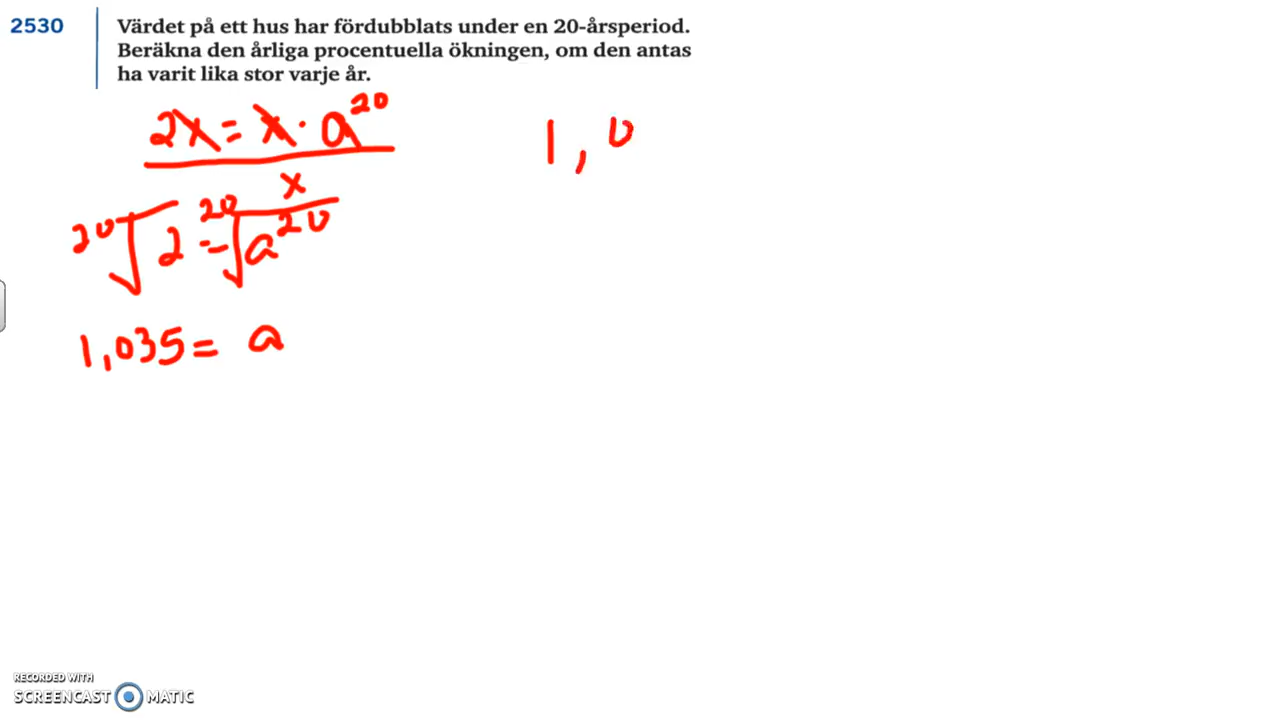 2530
Värdet på ett hus har fördubblats under en 20-årsperiod.
Beräkna den årliga procentuella ökningen, om den antas
ha varit lika stor varje år.
2x = x · a^20
x
20√2 = 20√a^20
1,035 = a
1,0
RECORDED WITH
SCREENCAST MATIC